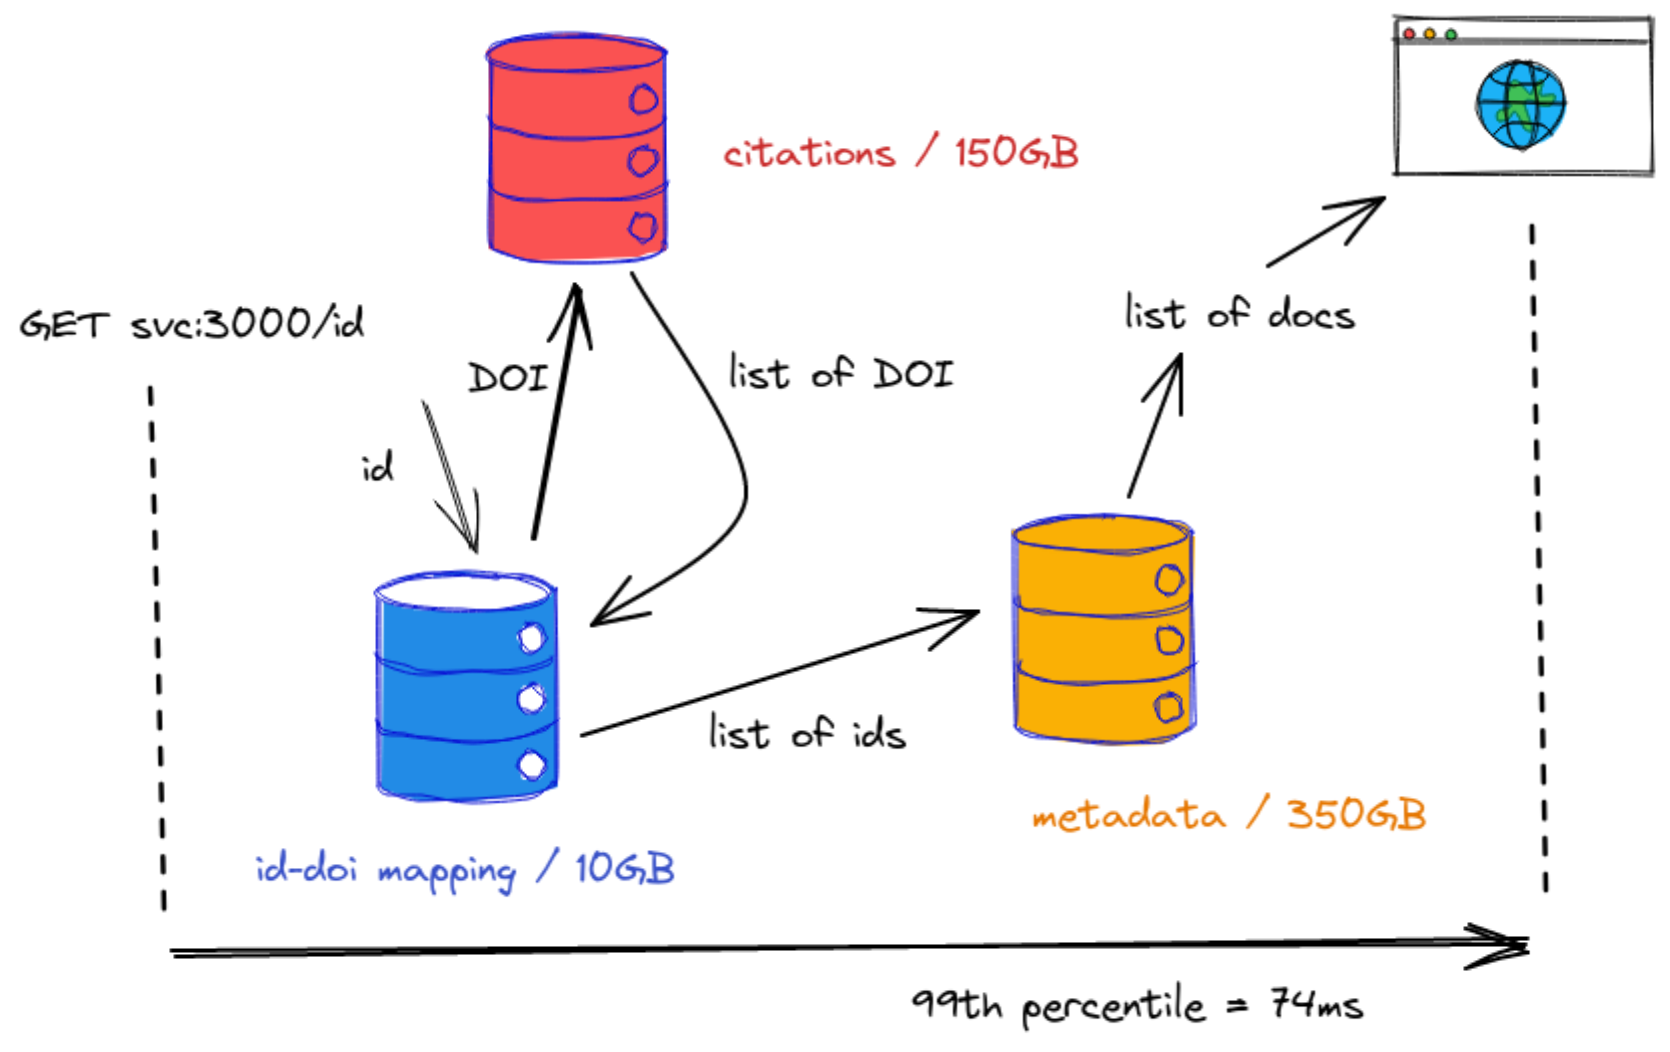 citations / 150GB
GET svc:3000/id
list of docs
DOI
list of DOI
id
list of ids
metadata / 350GB
id-doi mapping / 10GB
99th percentile = 74ms